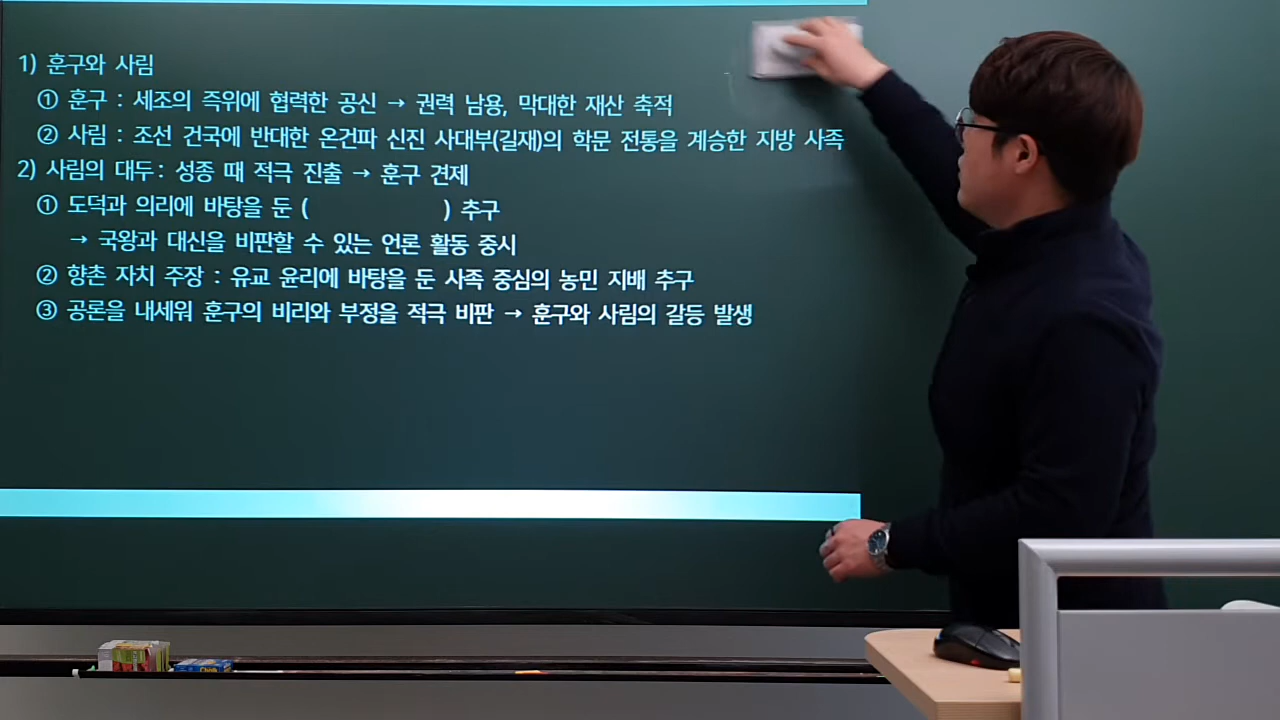 1) 훈구와 사림
① 훈구 : 세조의 즉위에 협력한 공신 → 권력 남용, 막대한 재산 축적
② 사림 : 조선 건국에 반대한 온건파 신진 사대부(길재)의 학문 전통을 계승한 지방 사족
2) 사림의 대두: 성종 때 적극 진출 → 훈구 견제
① 도덕과 의리에 바탕을 둔 (          ) 추구
→ 국왕과 대신을 비판할 수 있는 언론 활동 중시
② 향촌 자치 주장 : 유교 윤리에 바탕을 둔 사족 중심의 농민 지배 추구
③ 공론을 내세워 훈구의 비리와 부정을 적극 비판 → 훈구와 사림의 갈등 발생
Chalk